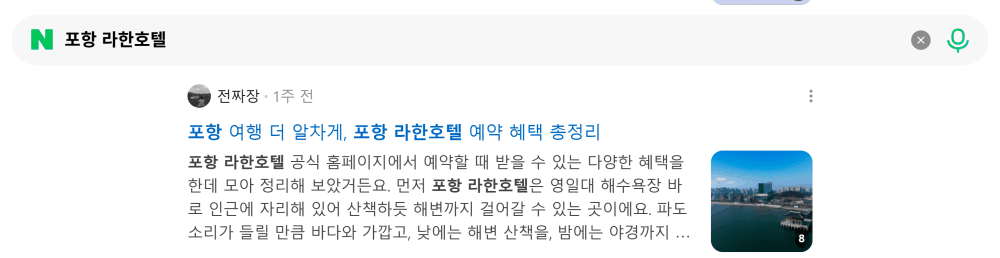 N 포항 라한호텔
전짜장 · 1주 전
포항 여행 더 알차게, 포항 라한호텔 예약 혜택 총정리
포항 라한호텔 공식 홈페이지에서 예약할 때 받을 수 있는 다양한 혜택을
한데 모아 정리해 보았거든요. 먼저 포항 라한호텔은 영일대 해수욕장 바
로 인근에 자리해 있어 산책하듯 해변까지 걸어갈 수 있는 곳이에요. 파도
소리가 들릴 만큼 바다와 가깝고, 낮에는 해변 산책을, 밤에는 야경까지 ...
8